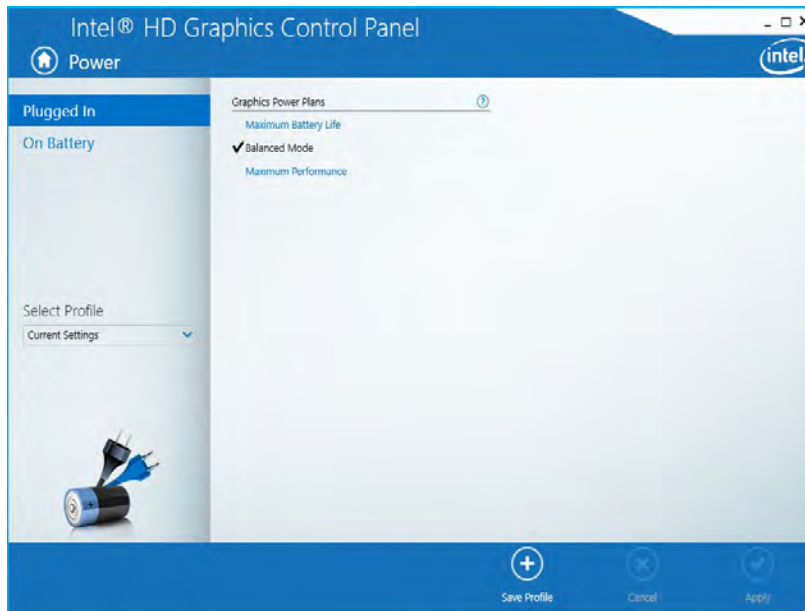 Intel® HD Graphics Control Panel
Power
intel
Plugged In
On Battery
Select Profile
Current Settings
Graphics Power Plans
?
Maximum Battery Life
Balanced Mode
Maximum Performance
Save Profile
Cancel
Apply